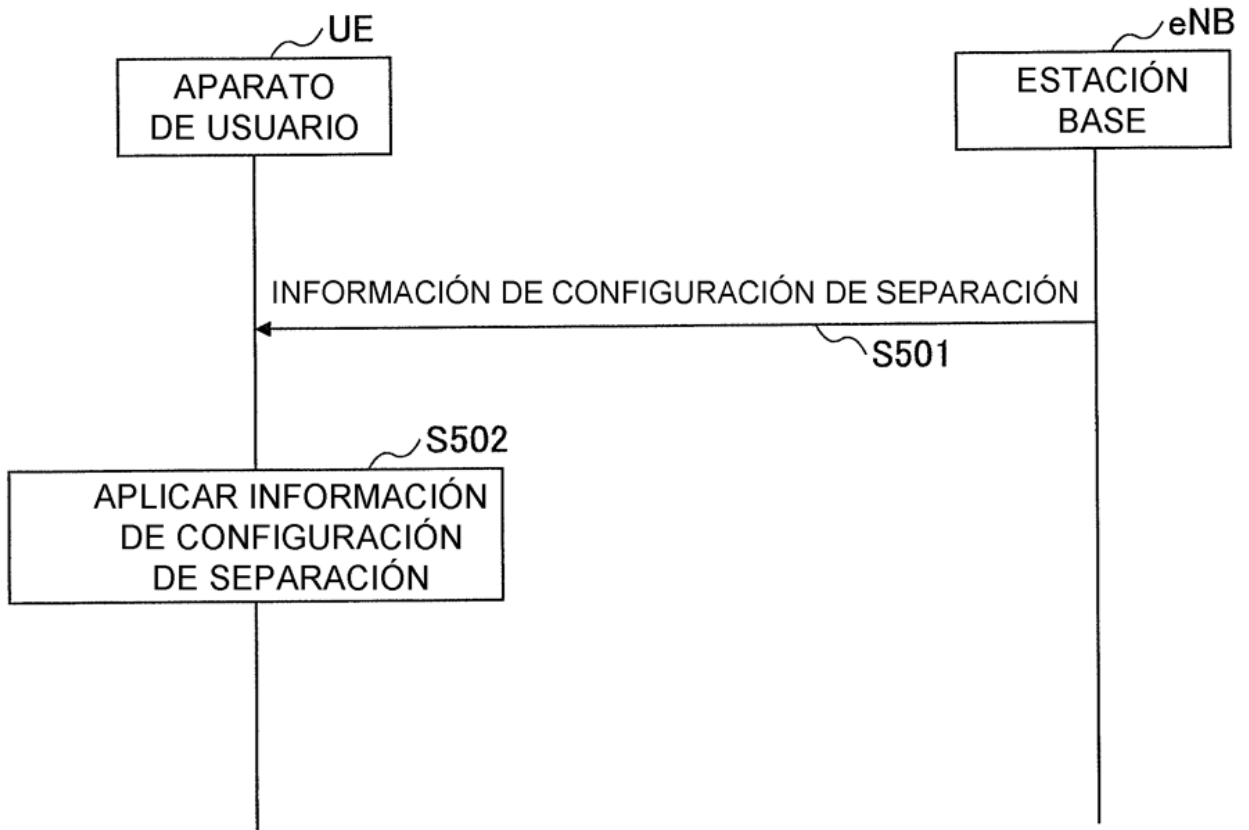 UE
eNB
APARATO
DE USUARIO
ESTACIÓN
BASE
INFORMACIÓN DE CONFIGURACIÓN DE SEPARACIÓN
S501
S502
APLICAR INFORMACIÓN
DE CONFIGURACIÓN
DE SEPARACIÓN